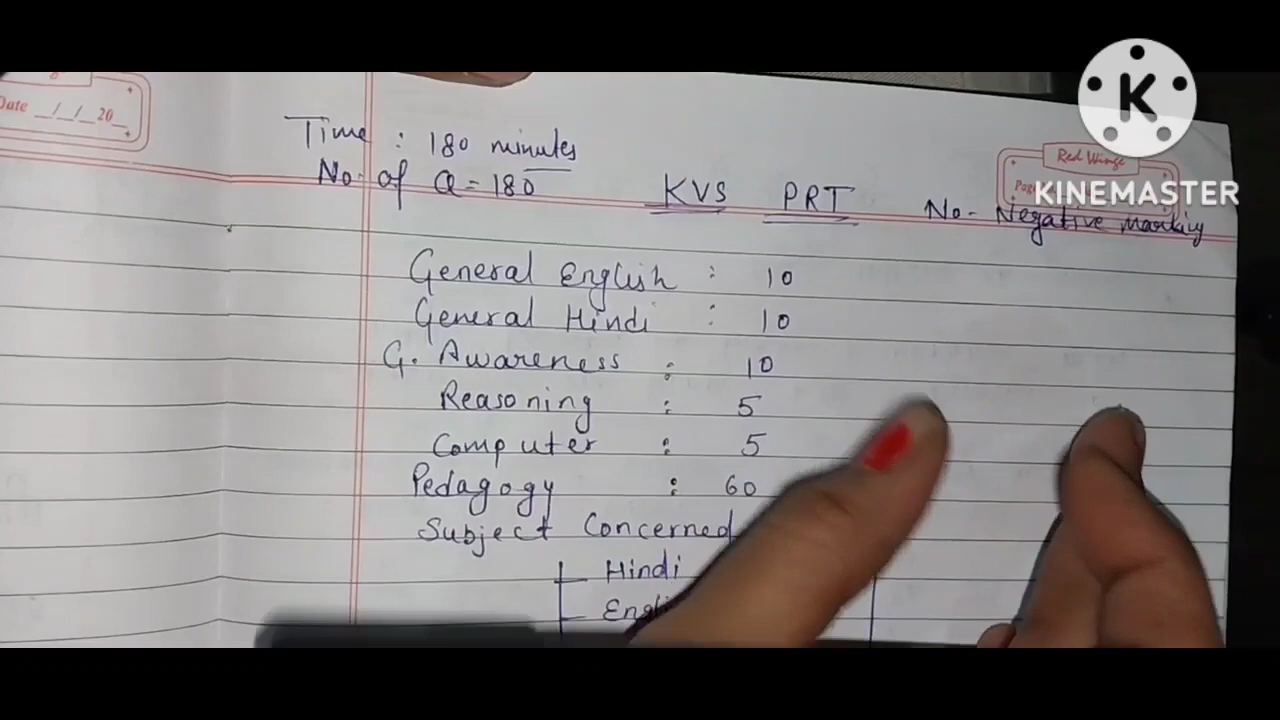 Date __/__/__20__
Time : 180 minutes
No. of Q = 180
KVS PRT
No- Negative marking
Red Wings
K
KINEMASTER
General English : 10
General Hindi : 10
G. Awareness : 10
Reasoning : 5
Computer : 5
Pedagogy : 60
Subject Concerned
Hindi